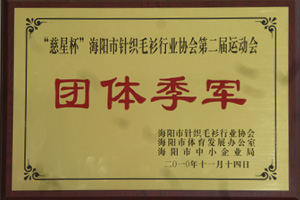 “慈星杯”海阳市针织毛衫行业协会第二届运动会
团体季军
海阳市针织毛衫行业协会
海阳市体育发展办公室
海阳市中小企业局
二〇一〇年十一月十四日